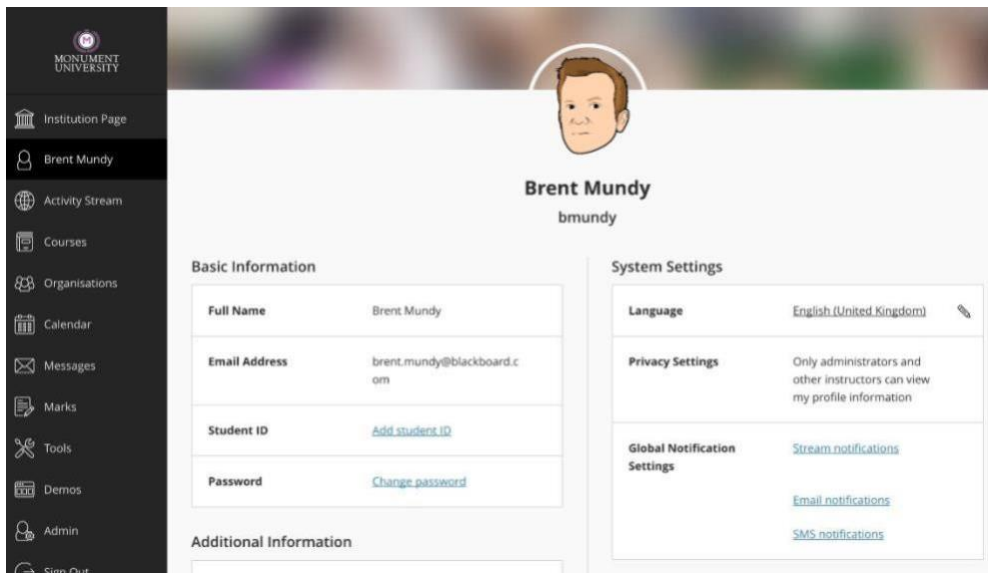 MONUMENT
UNIVERSITY
Institution Page
Brent Mundy
Activity Stream
Courses
Organisations
Calendar
Messages
Marks
Tools
Demos
Admin
Sign Out
Brent Mundy
bmundy
Basic Information
Full Name Brent Mundy
Email Address brent.mundy@blackboard.c
om
Student ID Add student ID
Password Change password
Additional Information
System Settings
Language English (United Kingdom)
Privacy Settings Only administrators and
other instructors can view
my profile information
Global Notification Stream notifications
Settings
Email notifications
SMS notifications